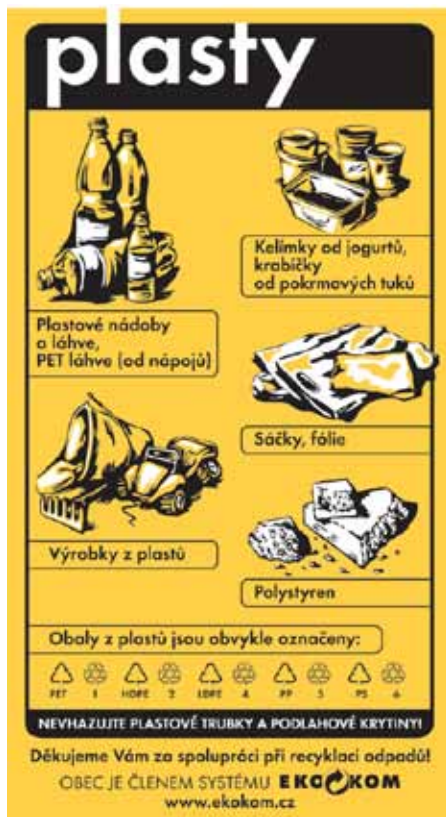 plasty
Plastové nádoby
a láhve,
PET láhve (od nápojů)
Kelímky od jogurtů,
krabičky
od pokrmových tuků
Sáčky, fólie
Výrobky z plastů
Polystyren
Obaly z plastů jsou obvykle označeny:
PET 1 HDPE 2 LDPE 4 PP 5 PS 6
NEVHAZUJTE PLASTOVÉ TRUBKY A PODLAHOVÉ KRYTINY!
Děkujeme Vám za spolupráci při recyklaci odpadů!
OBEC JE ČLENEM SYSTÉMU EKO KOM
www.ekokom.cz